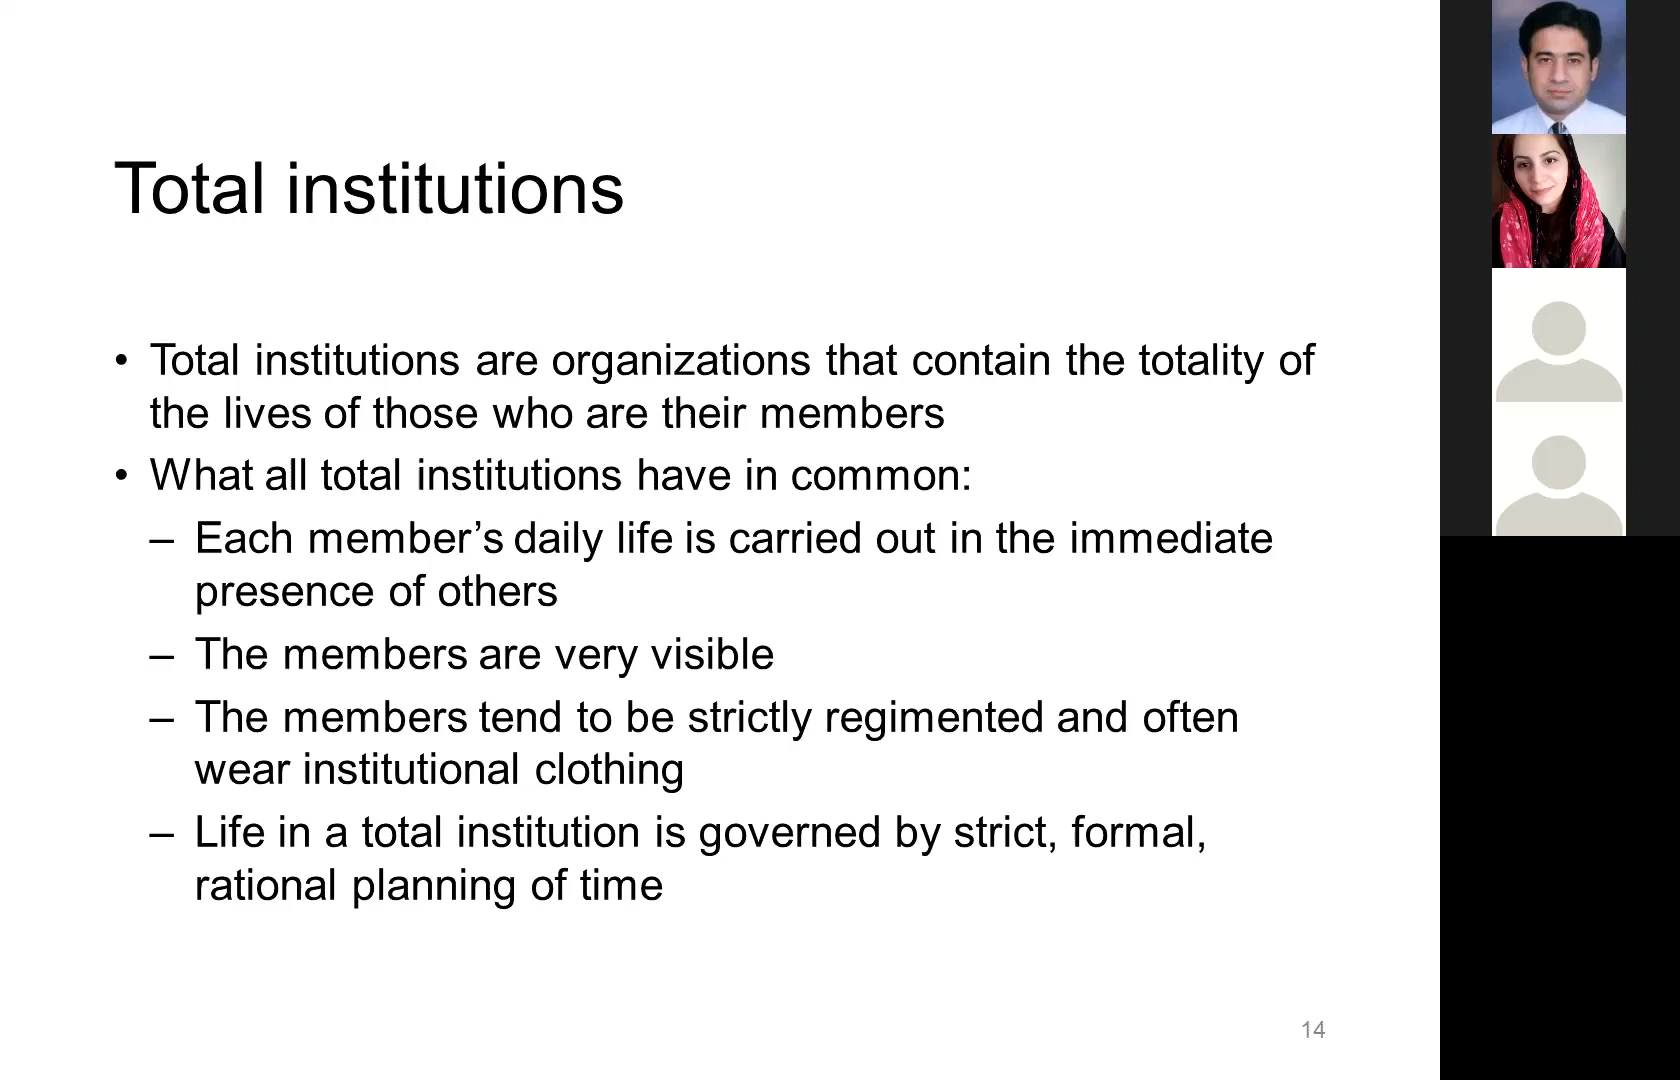 Total institutions
• Total institutions are organizations that contain the totality of
the lives of those who are their members
• What all total institutions have in common:
– Each member’s daily life is carried out in the immediate
presence of others
– The members are very visible
– The members tend to be strictly regimented and often
wear institutional clothing
– Life in a total institution is governed by strict, formal,
rational planning of time
14